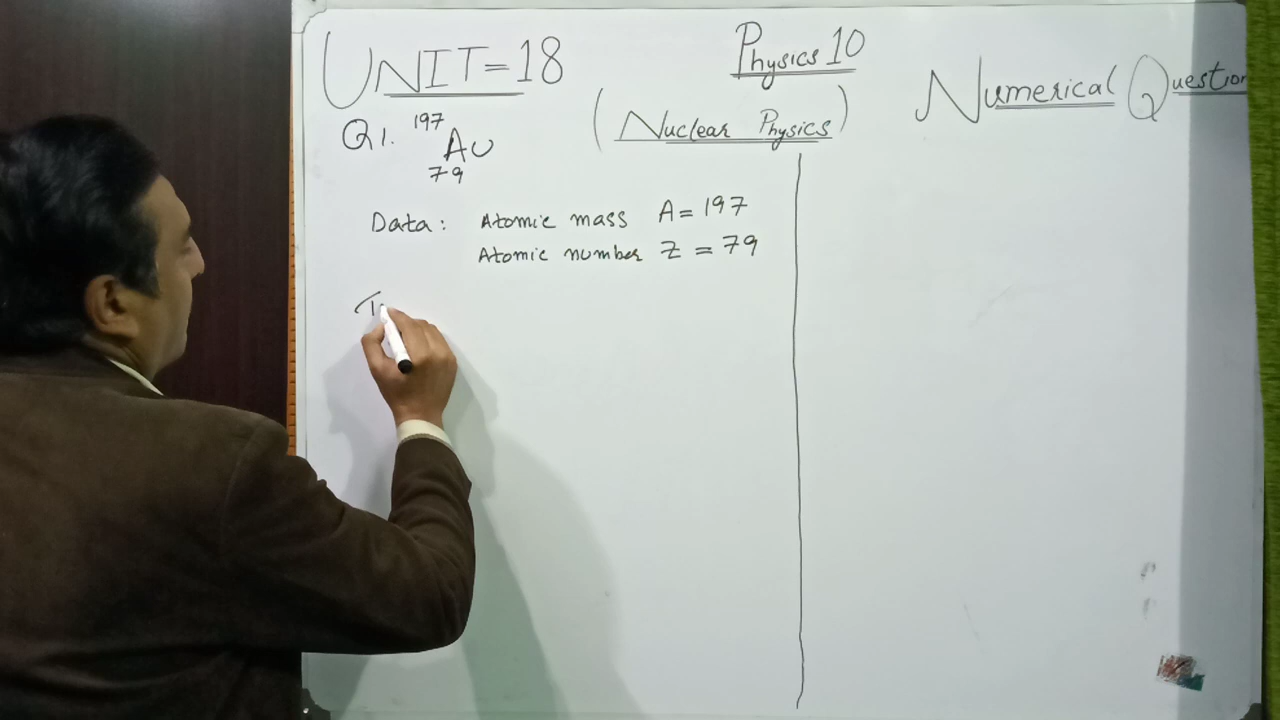 UNIT=18
Physics 10
(Nuclear Physics)
Numerical Question
Q1. 197 Au 79
Data: Atomic mass A = 197
Atomic number Z = 79
T